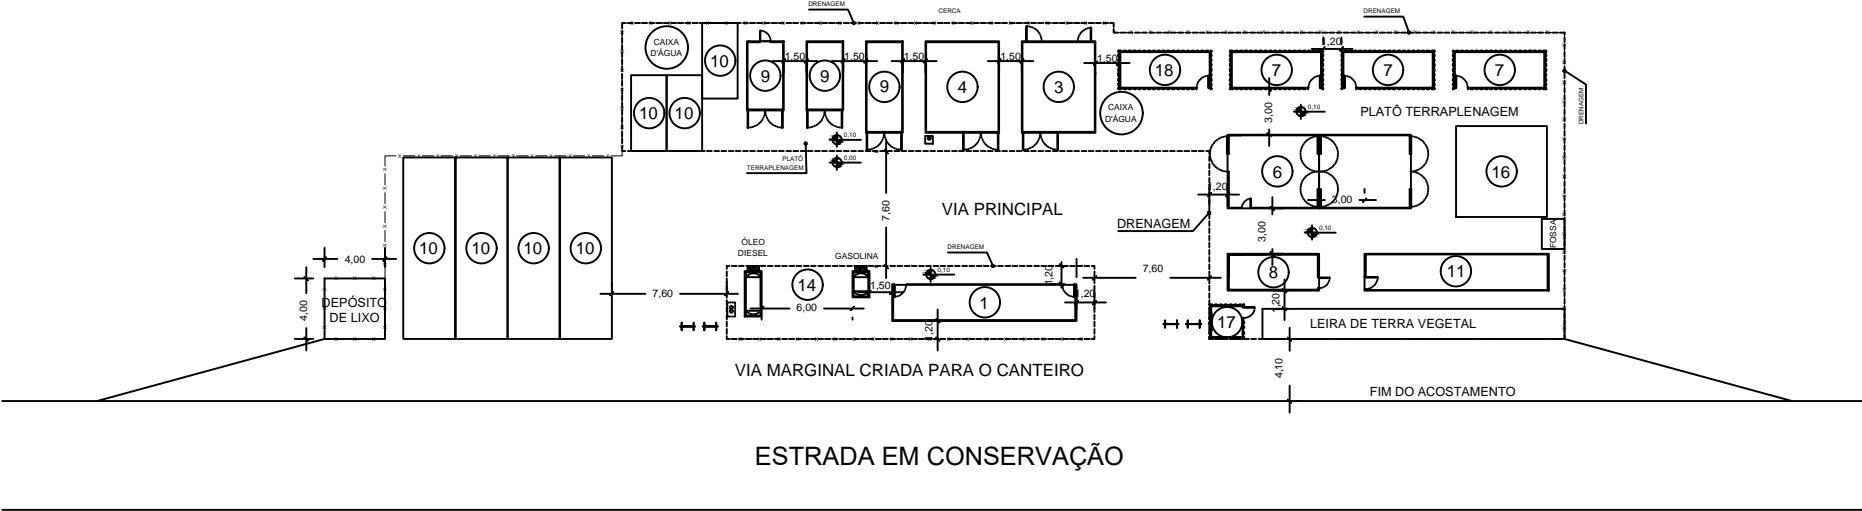 DRENAGEM
CERCA
DRENAGEM
CAIXA
D'ÁGUA
10
9
1,50
9
1,50
9
1,50
4
1,50
3
1,50
18
7
1,20
7
7
10
10
CAIXA
D'ÁGUA
3,00
0,10
PLATÔ TERRAPLENAGEM
DRENAGEM
0,10
0,00
PLATÔ
TERRAPLENAGEM
6
3,00
16
1,20
7,60
VIA PRINCIPAL
DRENAGEM
3,00
0,10
FOSSA
10
10
10
10
ÓLEO
DIESEL
GASOLINA
DRENAGEM
4,00
4,00
DEPÓSITO
DE LIXO
7,60
14
6,00
1,50
0,10
1
1,20
1,20
1,20
7,60
8
11
1,20
17
LEIRA DE TERRA VEGETAL
VIA MARGINAL CRIADA PARA O CANTEIRO
4,10
FIM DO ACOSTAMENTO
ESTRADA EM CONSERVAÇÃO